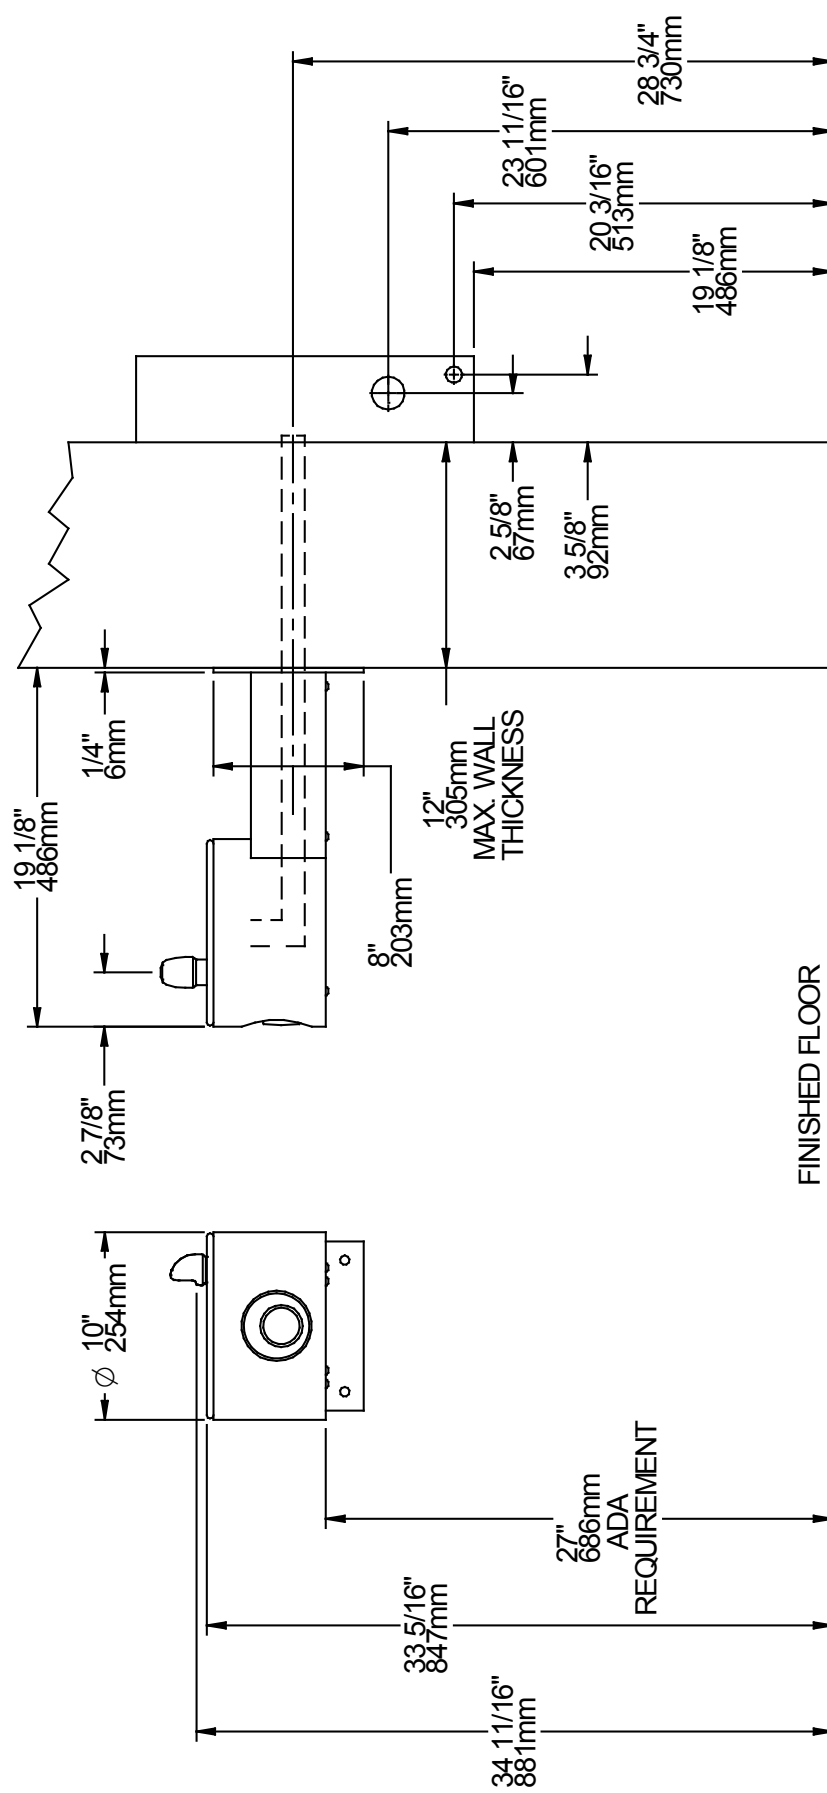 34 11/16"
881mm
33 5/16"
847mm
27"
686mm
ADA
REQUIREMENT
Ø 10"
254mm
2 7/8"
73mm
19 1/8"
486mm
1/4"
6mm
8"
203mm
12"
305mm
MAX. WALL
THICKNESS
2 5/8"
67mm
3 5/8"
92mm
19 1/8"
486mm
20 3/16"
513mm
23 11/16"
601mm
28 3/4"
730mm
FINISHED FLOOR